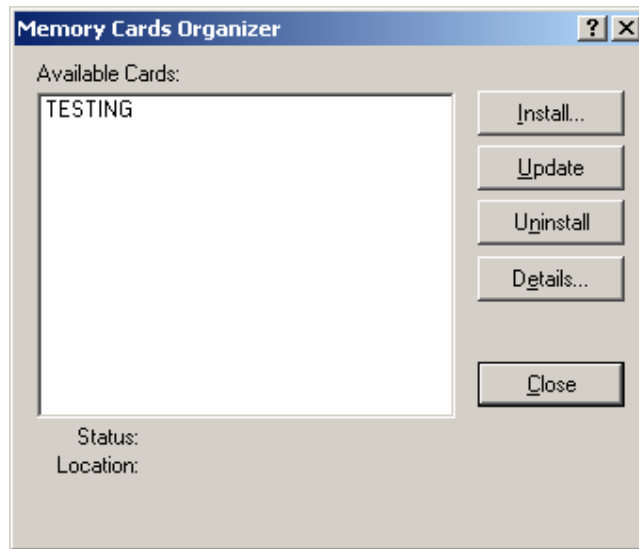 Memory Cards Organizer
Available Cards:
TESTING
Install...
Update
Uninstall
Details...
Close
Status:
Location: